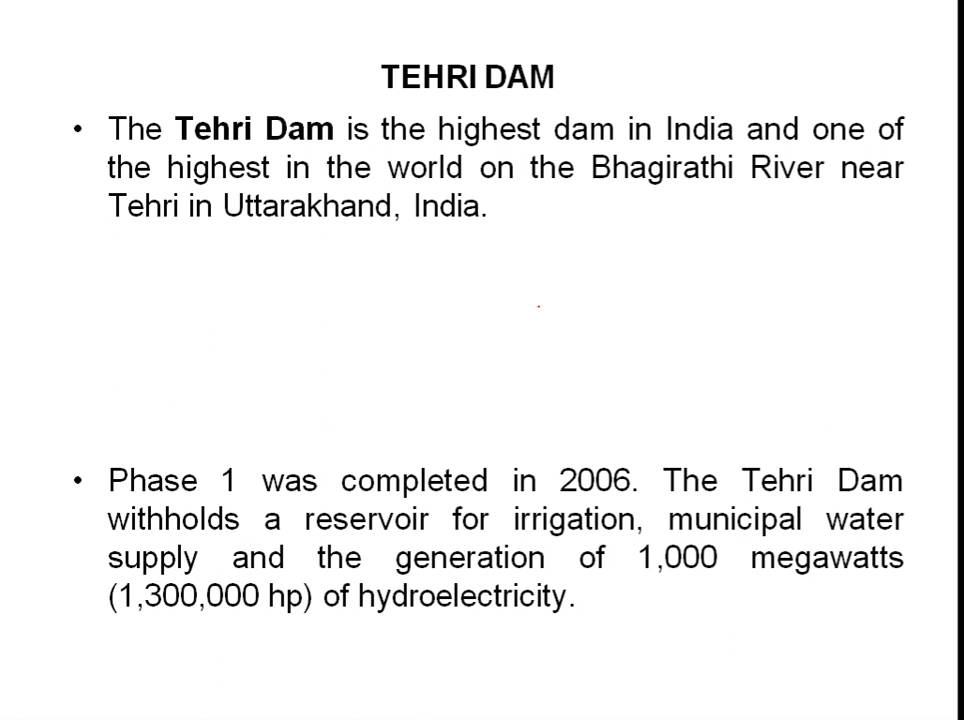 TEHRI DAM
• The Tehri Dam is the highest dam in India and one of
the highest in the world on the Bhagirathi River near
Tehri in Uttarakhand, India.
• Phase 1 was completed in 2006. The Tehri Dam
withholds a reservoir for irrigation, municipal water
supply and the generation of 1,000 megawatts
(1,300,000 hp) of hydroelectricity.